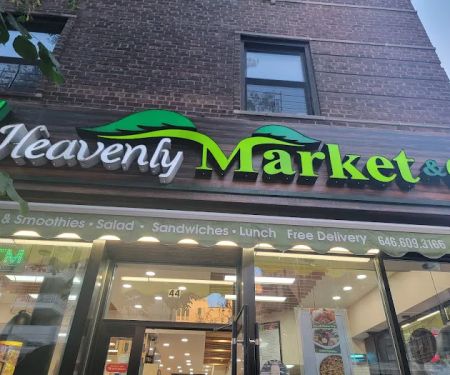 Heavenly Market &
& Smoothies • Salad • Sandwiches • Lunch Free Delivery 646.609.3166
44